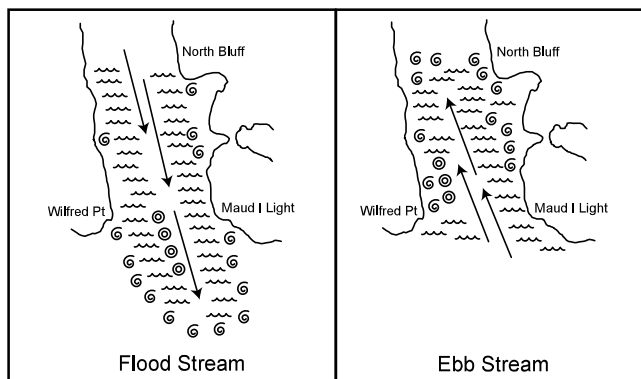 North Bluff
Wilfred Pt
Maud I Light
Flood Stream
North Bluff
Wilfred Pt
Maud I Light
Ebb Stream